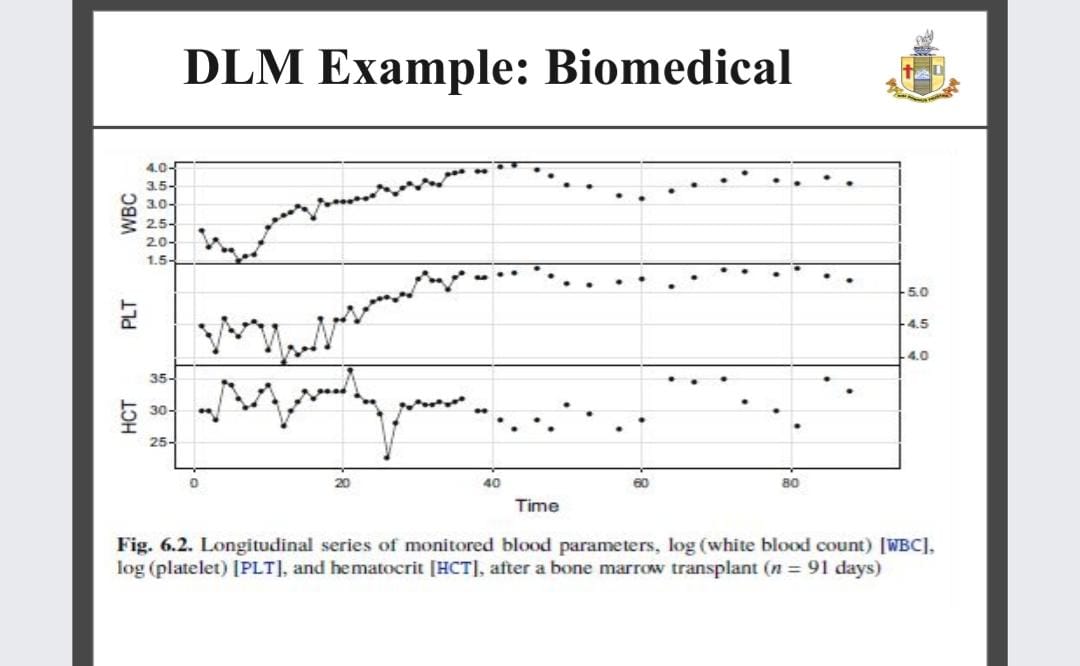 DLM Example: Biomedical
WBC
4.0
3.5
3.0
2.5
2.0
1.5
PLT
5.0
4.5
4.0
HCT
35
30
25
0 20 40 60 80
Time
Fig. 6.2. Longitudinal series of monitored blood parameters, log (white blood count) [WBC],
log (platelet) [PLT], and hematocrit [HCT], after a bone marrow transplant (n = 91 days)